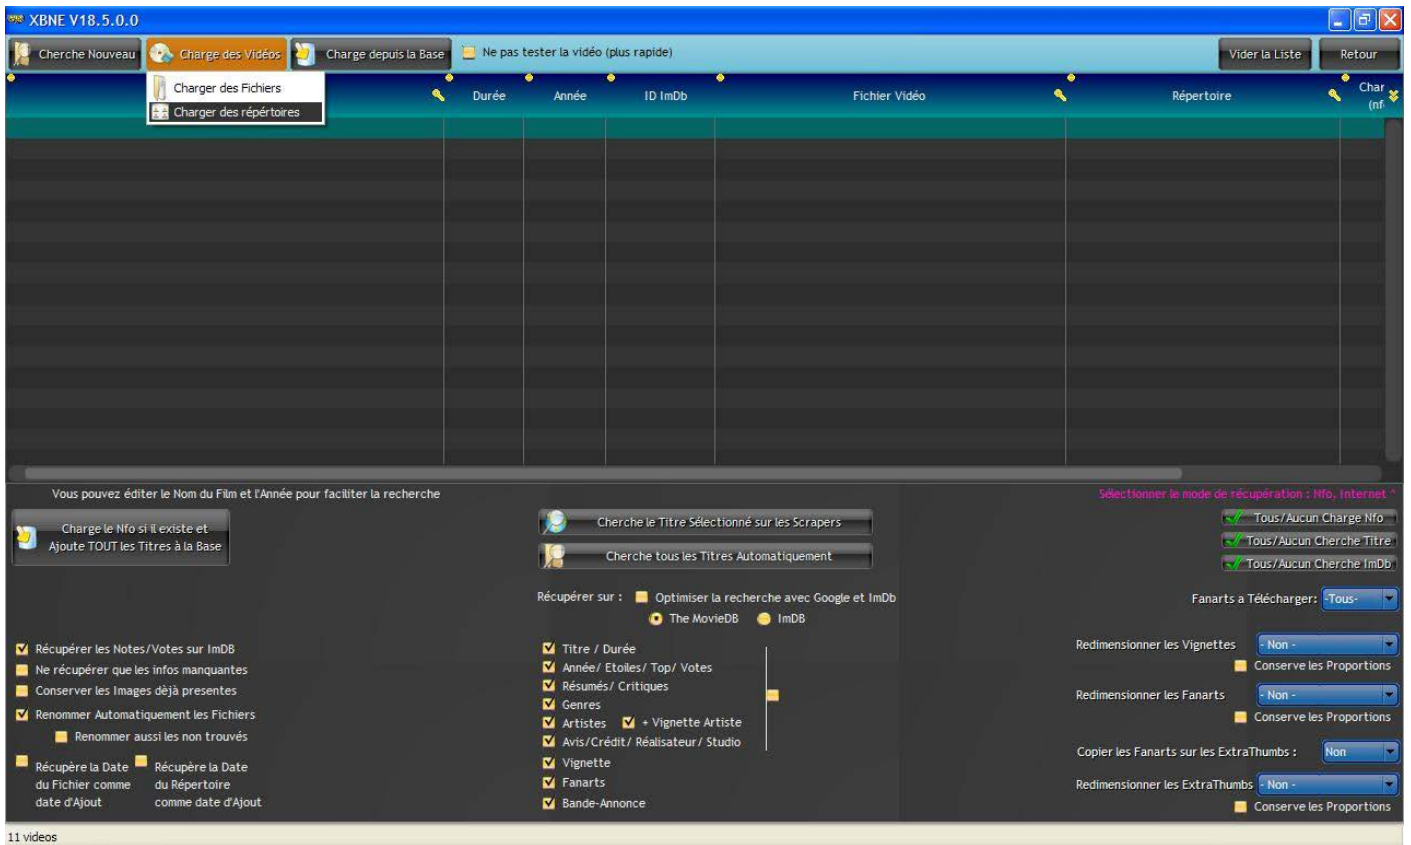 XBNE V18.5.0.0
Cherche Nouveau
Charge des Vidéos
Charge depuis la Base
Ne pas tester la vidéo (plus rapide)
Vider la Liste
Retour
Charger des Fichiers
Charger des répértoires
Durée
Année
ID ImDb
Fichier Vidéo
Répertoire
Char
(nf
Vous pouvez éditer le Nom du Film et l'Année pour faciliter la recherche
Sélectionner le mode de récupération : Nfo, Internet ^
Charge le Nfo si il existe et
Ajoute TOUT les Titres à la Base
Cherche le Titre Sélectionné sur les Scrapers
Cherche tous les Titres Automatiquement
Tous/Aucun Charge Nfo
Tous/Aucun Cherche Titre
Tous/Aucun Cherche ImDb
Récupérer sur :
Optimiser la recherche avec Google et ImDb
The MovieDB
ImDB
Fanarts a Télécharger:
-Tous-
Récupérer les Notes/Votes sur ImDB
Ne récupérer que les infos manquantes
Conserver les Images dèjà presentes
Renommer Automatiquement les Fichiers
Renommer aussi les non trouvés
Récupère la Date
du Fichier comme
date d'Ajout
Récupère la Date
du Répertoire
comme date d'Ajout
Titre / Durée
Année/ Etoiles/ Top/ Votes
Résumés/ Critiques
Genres
Artistes
+ Vignette Artiste
Avis/Crédit/ Réalisateur/ Studio
Vignette
Fanarts
Bande-Annonce
Redimensionner les Vignettes
- Non -
Conserve les Proportions
Redimensionner les Fanarts
- Non -
Conserve les Proportions
Copier les Fanarts sur les ExtraThumbs :
Non
Redimensionner les ExtraThumbs
- Non -
Conserve les Proportions
11 videos